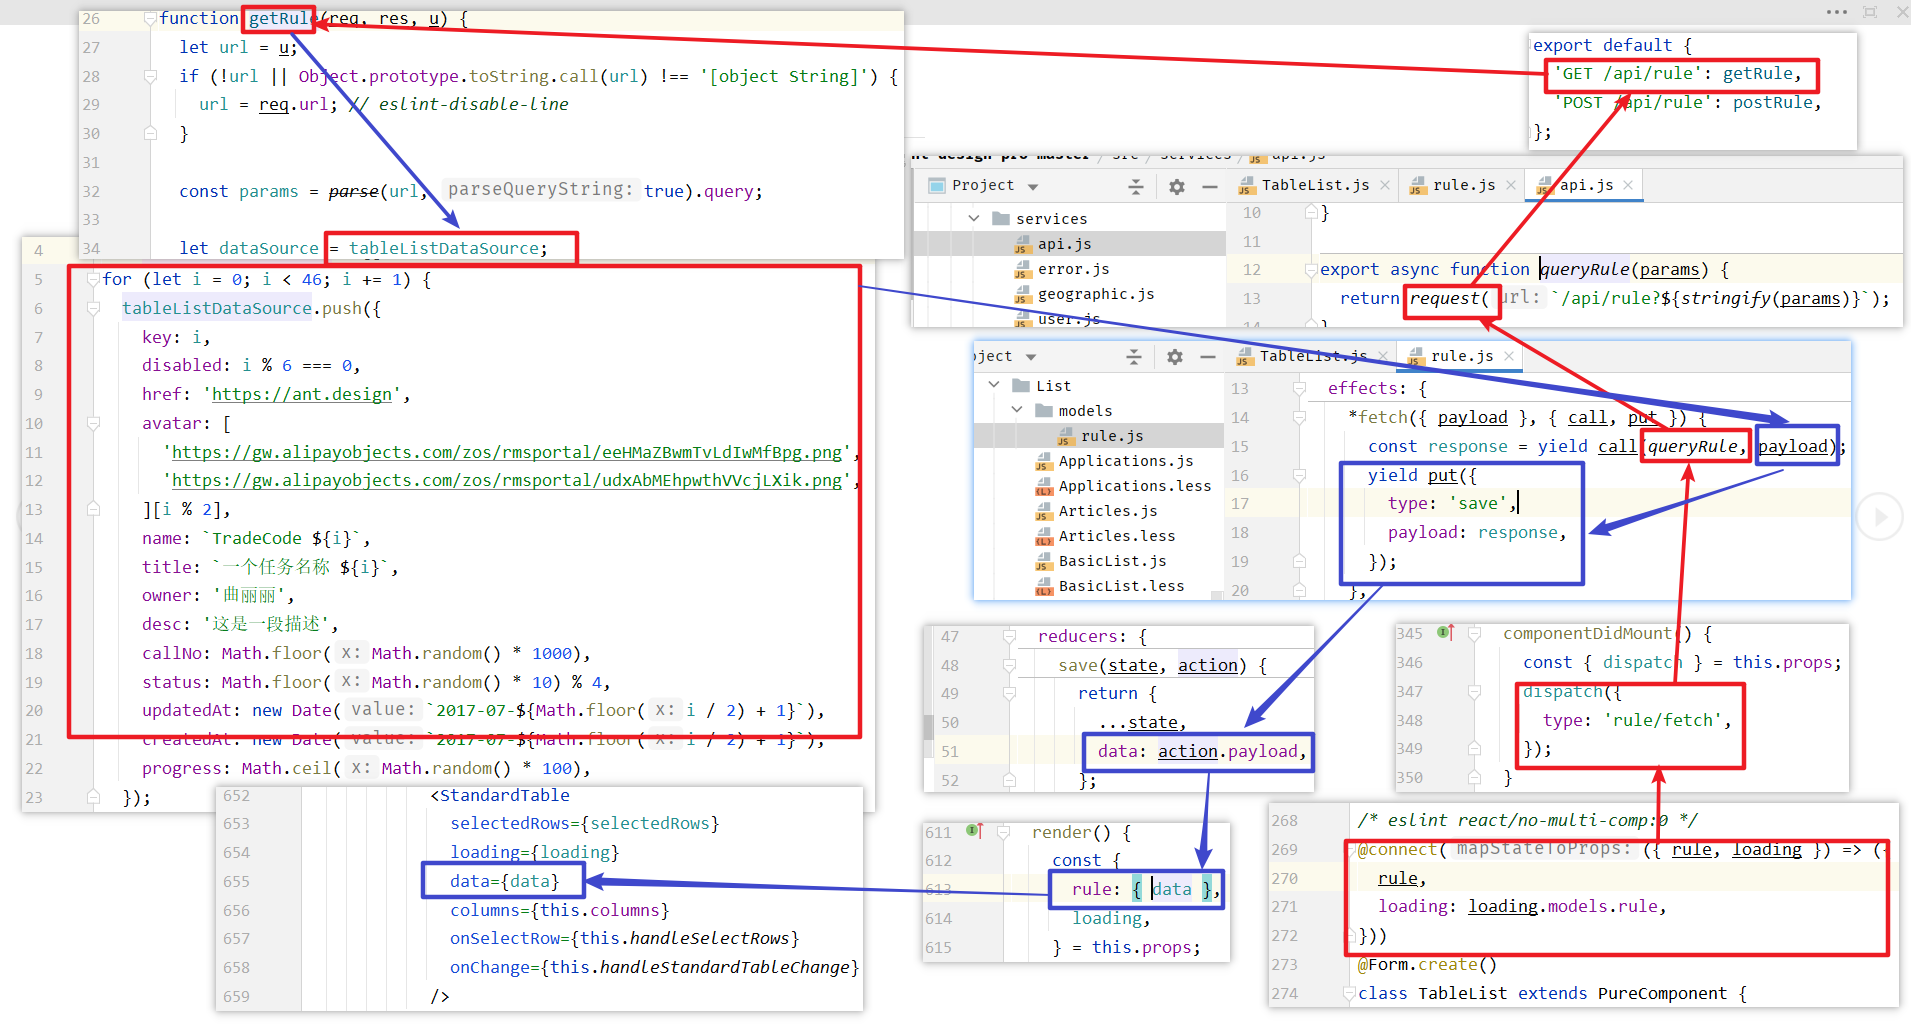 26 function getRule(req, res, u) {
27 let url = u;
28 if (!url || Object.prototype.toString.call(url) !== '[object String]') {
29 url = req.url; // eslint-disable-line
30 }
31
32 const params = parse(url, parseQueryString: true).query;
33
34 let dataSource = tableListDataSource;
4
5 for (let i = 0; i < 46; i += 1) {
6 tableListDataSource.push({
7 key: i,
8 disabled: i % 6 === 0,
9 href: 'https://ant.design',
10 avatar: [
11 'https://gw.alipayobjects.com/zos/rmsportal/eeHMaZBwmTvLdIwMfBpg.png',
12 'https://gw.alipayobjects.com/zos/rmsportal/udxAbMEhpwthVVcjLXik.png',
13 ][i % 2],
14 name: `TradeCode ${i}`,
15 title: `一个任务名称 ${i}`,
16 owner: '曲丽丽',
17 desc: '这是一段描述',
18 callNo: Math.floor( x: Math.random() * 1000),
19 status: Math.floor( x: Math.random() * 10) % 4,
20 updatedAt: new Date( value: `2017-07-${Math.floor( x: i / 2) + 1}`),
21 createdAt: new Date( value: `2017-07-${Math.floor( x: i / 2) + 1}`),
22 progress: Math.ceil( x: Math.random() * 100),
23 });
652 <StandardTable
653 selectedRows={selectedRows}
654 loading={loading}
655 data={data}
656 columns={this.columns}
657 onSelectRow={this.handleSelectRows}
658 onChange={this.handleStandardTableChange}
659 />
export default {
'GET /api/rule': getRule,
'POST /api/rule': postRule,
};
nt-design-pro-master / src / services / api.js
Project
TableList.js
rule.js
api.js
services
api.js
error.js
geographic.js
user.js
10 }
11
12 export async function queryRule(params) {
13 return request( url: `/api/rule?${stringify(params)}`);
14 }
oject
TableList.js
rule.js
List
models
rule.js
Applications.js
Applications.less
Articles.js
Articles.less
BasicList.js
BasicList.less
13 effects: {
14 *fetch({ payload }, { call, put }) {
15 const response = yield call(queryRule, payload);
16 yield put({
17 type: 'save',
18 payload: response,
19 });
20 },
47 reducers: {
48 save(state, action) {
49 return {
50 ...state,
51 data: action.payload,
52 };
611 render() {
612 const {
613 rule: { data },
614 loading,
615 } = this.props;
345 componentDidMount() {
346 const { dispatch } = this.props;
347 dispatch({
348 type: 'rule/fetch',
349 });
350 }
268 /* eslint react/no-multi-comp:0 */
269 @connect( mapStateToProps: ({ rule, loading }) => ({
270 rule,
271 loading: loading.models.rule,
272 }))
273 @Form.create()
274 class TableList extends PureComponent {